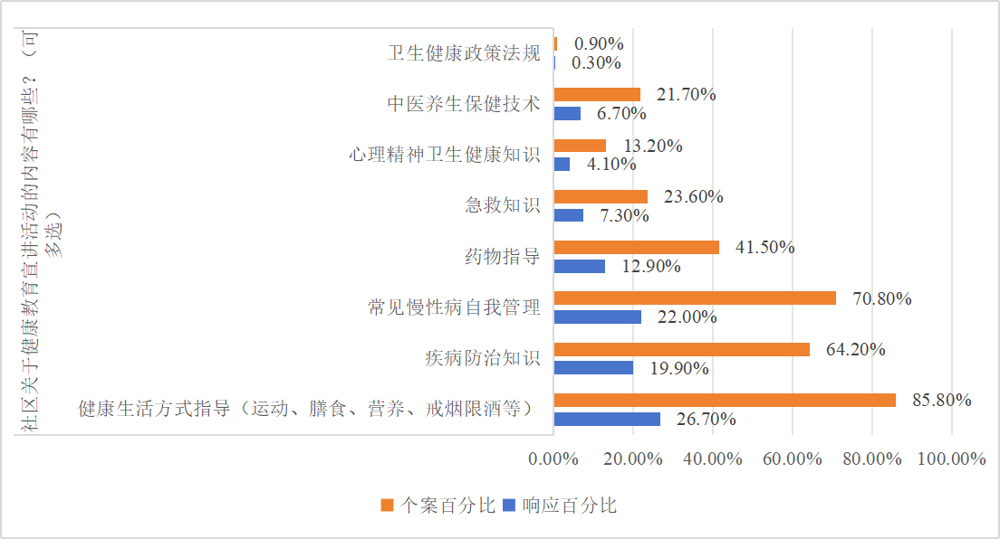 社区关于健康教育宣讲活动的内容有哪些？（可
多选）
卫生健康政策法规
0.90%
0.30%
中医养生保健技术
21.70%
6.70%
心理精神卫生健康知识
13.20%
4.10%
急救知识
23.60%
7.30%
药物指导
41.50%
12.90%
常见慢性病自我管理
70.80%
22.00%
疾病防治知识
64.20%
19.90%
健康生活方式指导（运动、膳食、营养、戒烟限酒等）
85.80%
26.70%
0.00% 20.00% 40.00% 60.00% 80.00% 100.00%
个案百分比 响应百分比